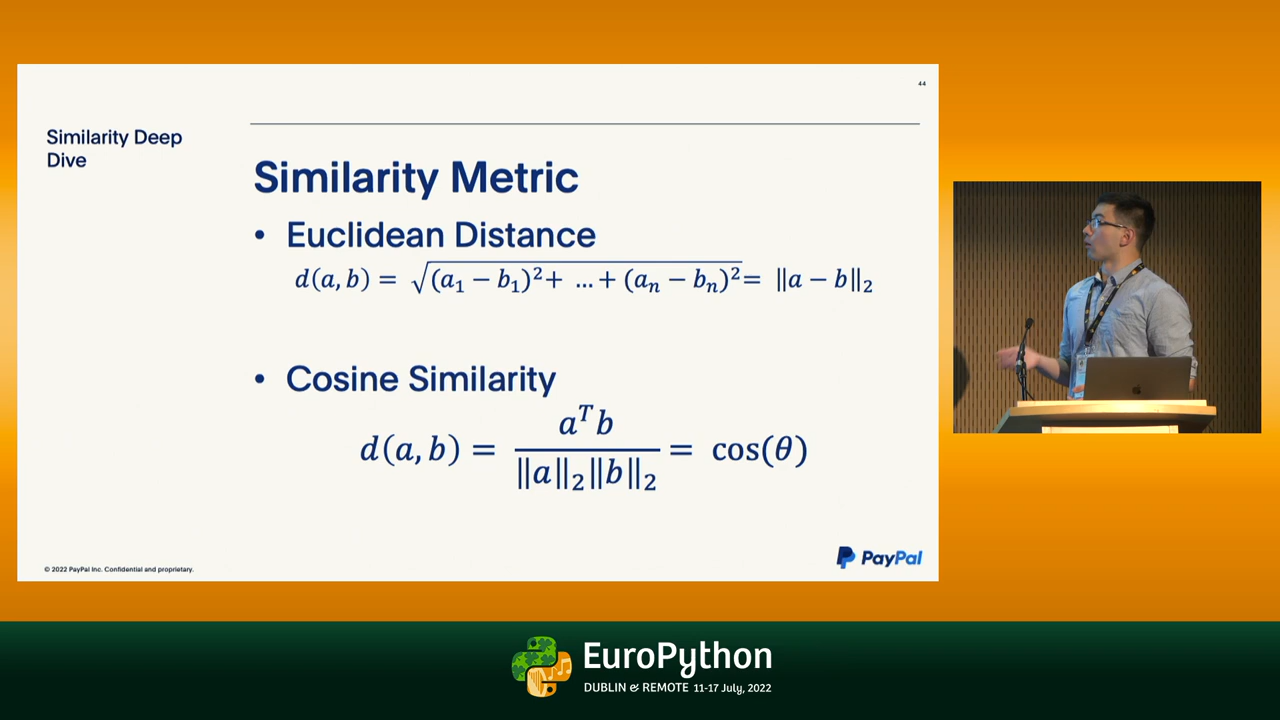 44
Similarity Deep
Dive
Similarity Metric
• Euclidean Distance
d(a, b) = √(a₁ − b₁)²+ …+ (aₙ − bₙ)²= ‖a − b‖₂
• Cosine Similarity
d(a, b) = aᵀb / ‖a‖₂‖b‖₂ = cos(θ)
© 2022 PayPal Inc. Confidential and proprietary.
PayPal
EuroPython
DUBLIN & REMOTE 11-17 July, 2022